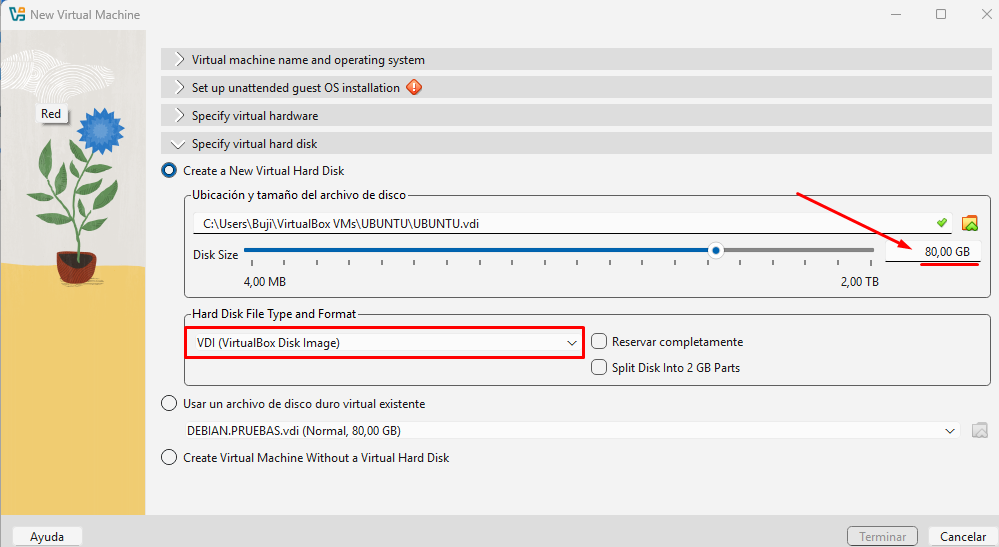 New Virtual Machine
Virtual machine name and operating system
Set up unattended guest OS installation
Red
Specify virtual hardware
Specify virtual hard disk
Create a New Virtual Hard Disk
Ubicación y tamaño del archivo de disco
C:\Users\Buji\VirtualBox VMs\UBUNTU\UBUNTU.vdi
Disk Size
80,00 GB
4,00 MB
2,00 TB
Hard Disk File Type and Format
VDI (VirtualBox Disk Image)
Reservar completamente
Split Disk Into 2 GB Parts
Usar un archivo de disco duro virtual existente
DEBIAN.PRUEBAS.vdi (Normal, 80,00 GB)
Create Virtual Machine Without a Virtual Hard Disk
Ayuda
Terminar
Cancelar